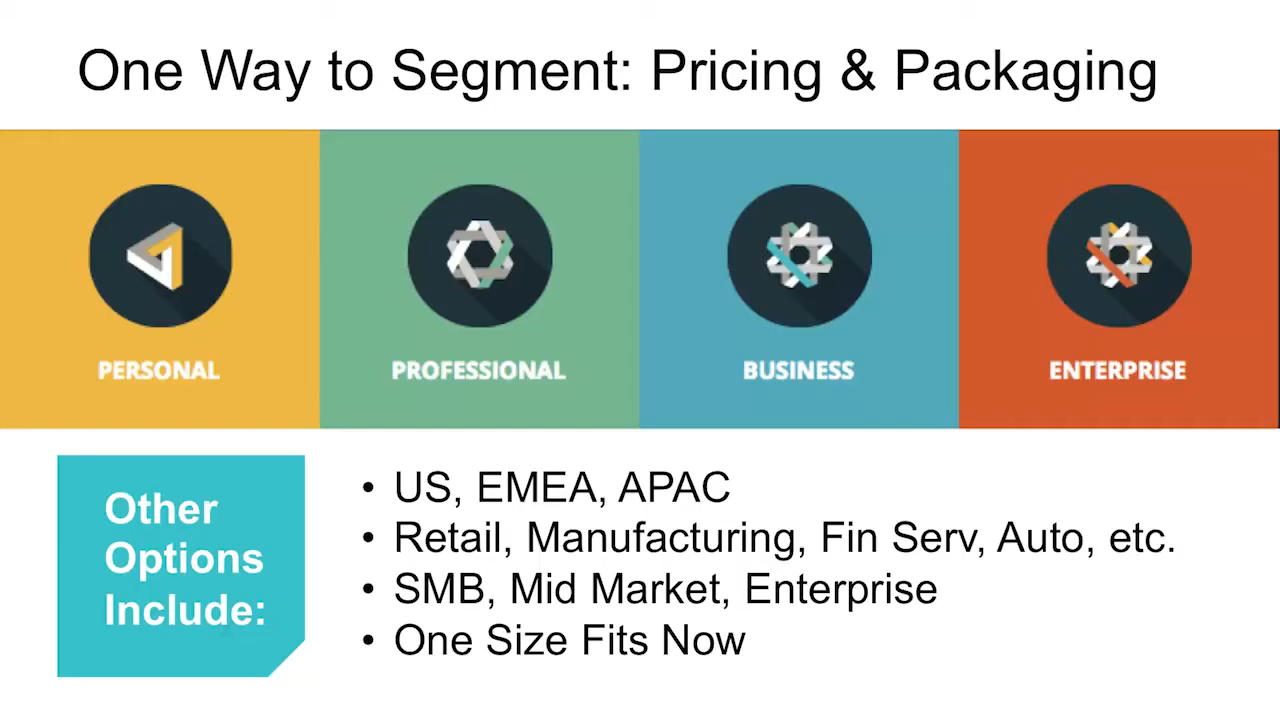 One Way to Segment: Pricing & Packaging
PERSONAL
PROFESSIONAL
BUSINESS
ENTERPRISE
Other
Options
Include:
• US, EMEA, APAC
• Retail, Manufacturing, Fin Serv, Auto, etc.
• SMB, Mid Market, Enterprise
• One Size Fits Now